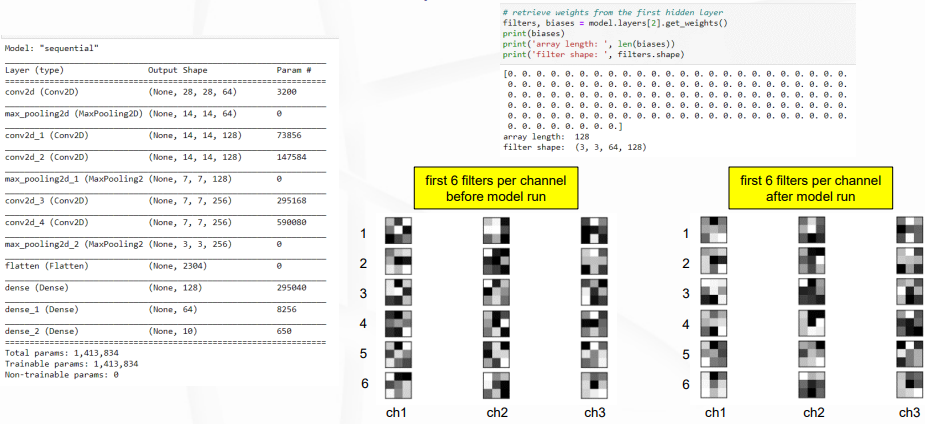 Model: "sequential"
Layer (type) Output Shape Param #
conv2d (Conv2D) (None, 28, 28, 64) 3200
max_pooling2d (MaxPooling2D) (None, 14, 14, 64) 0
conv2d_1 (Conv2D) (None, 14, 14, 128) 73856
conv2d_2 (Conv2D) (None, 14, 14, 128) 147584
max_pooling2d_1 (MaxPooling2 (None, 7, 7, 128) 0
conv2d_3 (Conv2D) (None, 7, 7, 256) 295168
conv2d_4 (Conv2D) (None, 7, 7, 256) 590080
max_pooling2d_2 (MaxPooling2 (None, 3, 3, 256) 0
flatten (Flatten) (None, 2304) 0
dense (Dense) (None, 128) 295040
dense_1 (Dense) (None, 64) 8256
dense_2 (Dense) (None, 10) 650
Total params: 1,413,834
Trainable params: 1,413,834
Non-trainable params: 0
# retrieve weights from the first hidden layer
filters, biases = model.layers[2].get_weights()
print(biases)
print('array length: ', len(biases))
print('filter shape: ', filters.shape)
[0. 0. 0. 0. 0. 0. 0. 0. 0. 0. 0. 0. 0. 0. 0. 0. 0. 0. 0. 0. 0. 0. 0. 0.
0. 0. 0. 0. 0. 0. 0. 0. 0. 0. 0. 0. 0. 0. 0. 0. 0. 0. 0. 0. 0. 0. 0. 0.
0. 0. 0. 0. 0. 0. 0. 0. 0. 0. 0. 0. 0. 0. 0. 0. 0. 0. 0. 0. 0. 0. 0. 0.
0. 0. 0. 0. 0. 0. 0. 0. 0. 0. 0. 0. 0. 0. 0. 0. 0. 0. 0. 0. 0. 0. 0. 0.
0. 0. 0. 0. 0. 0. 0. 0. 0. 0. 0. 0. 0. 0. 0. 0. 0. 0. 0. 0. 0. 0. 0. 0.
0. 0. 0. 0. 0. 0. 0. 0.]
array length: 128
filter shape: (3, 3, 64, 128)
first 6 filters per channel
before model run
1
2
3
4
5
6
ch1 ch2 ch3
first 6 filters per channel
after model run
1
2
3
4
5
6
ch1 ch2 ch3